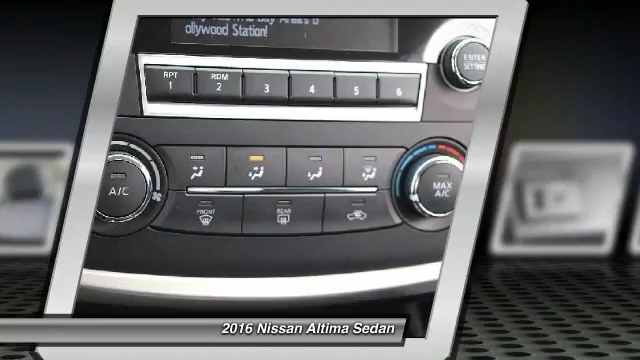 ollywood Station!
ENTER
SETTING
RPT
1
RDM
2
3
4
5
6
A/C
MAX
A/C
FRONT
REAR
2016 Nissan Altima Sedan